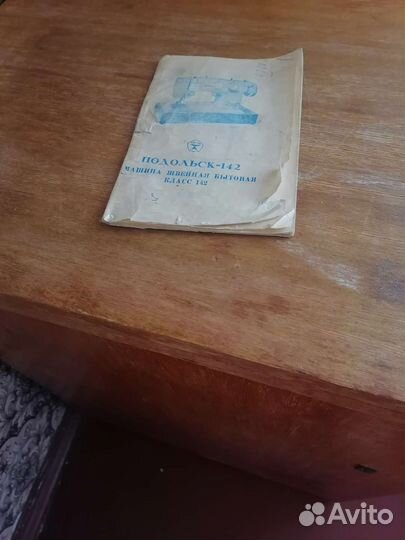 ПОДОЛЬСК-142
МАШИНА ШВЕЙНАЯ БЫТОВАЯ
КЛАСС 142
Avito